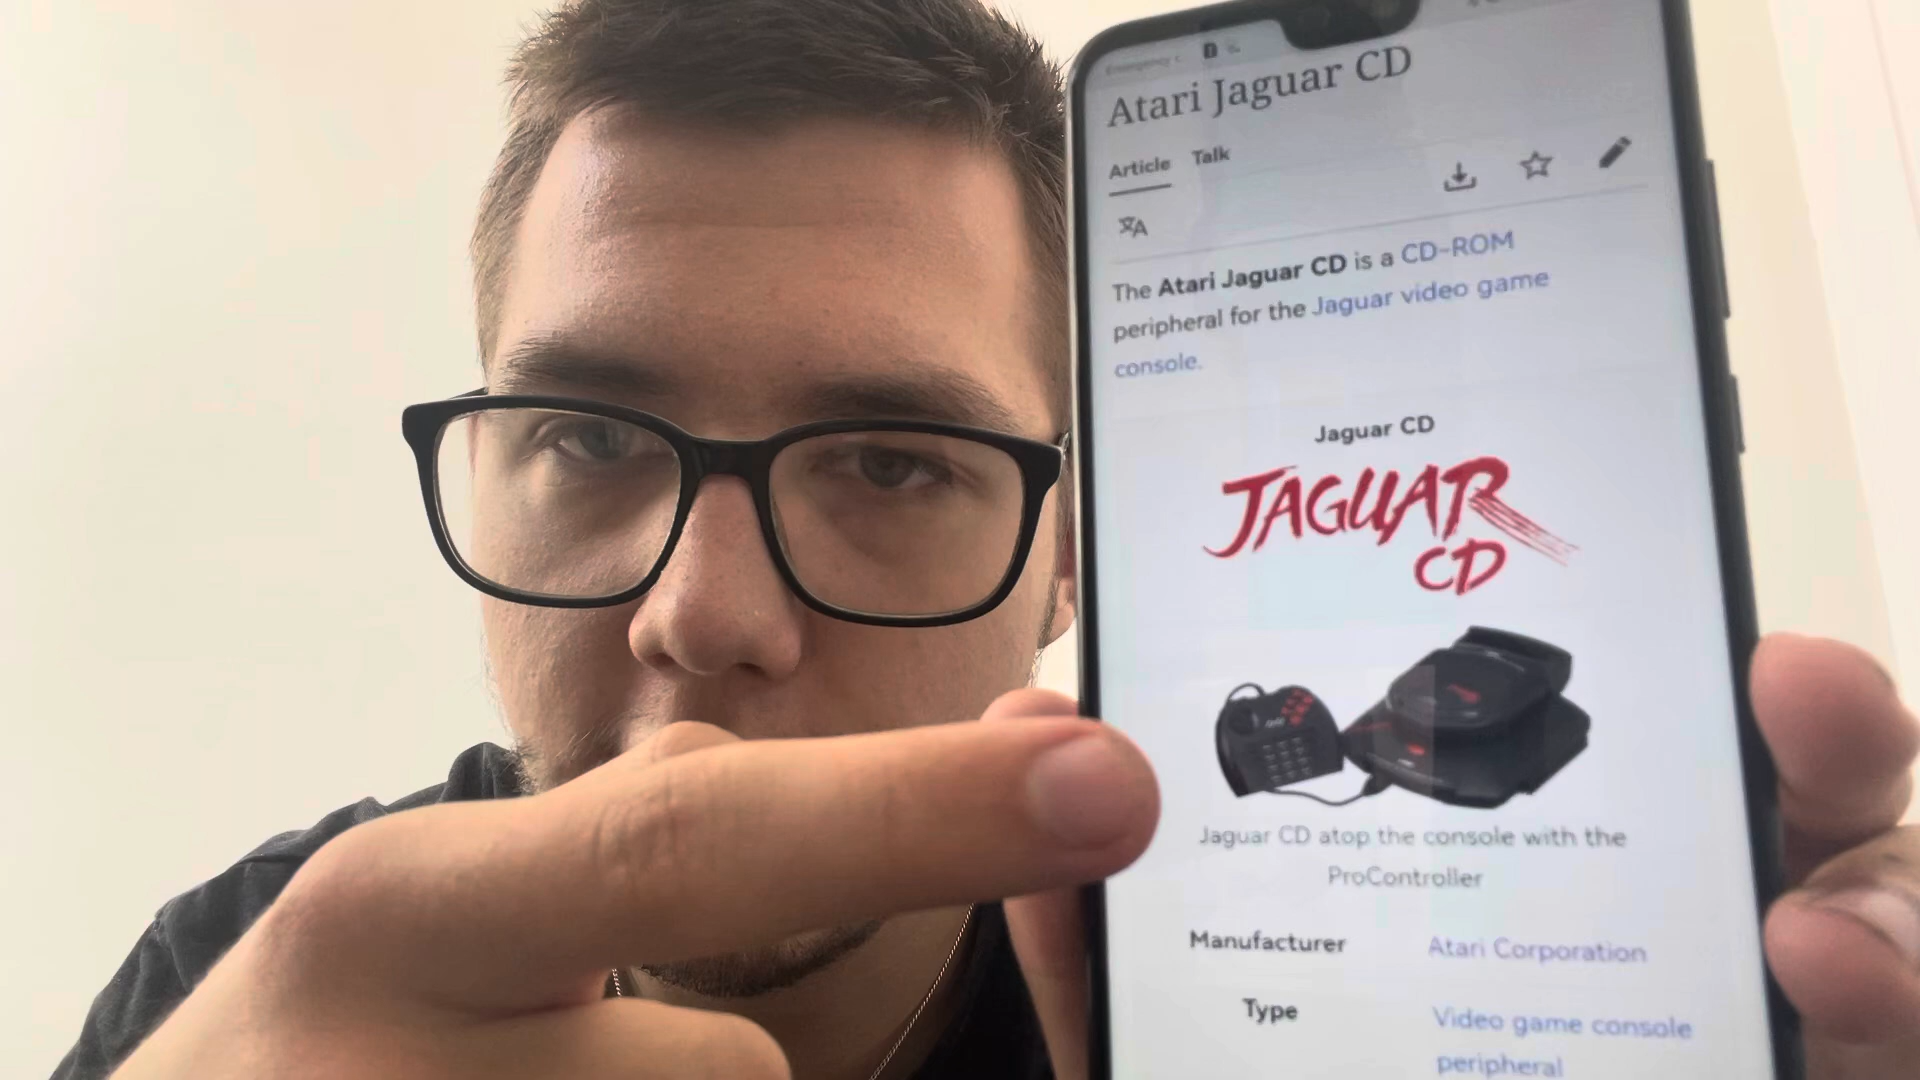 Atari Jaguar CD
Article Talk
The Atari Jaguar CD is a CD-ROM
peripheral for the Jaguar video game
console.
Jaguar CD
JAGUAR
CD
Jaguar CD atop the console with the
ProController
Manufacturer Atari Corporation
Type Video game console
peripheral